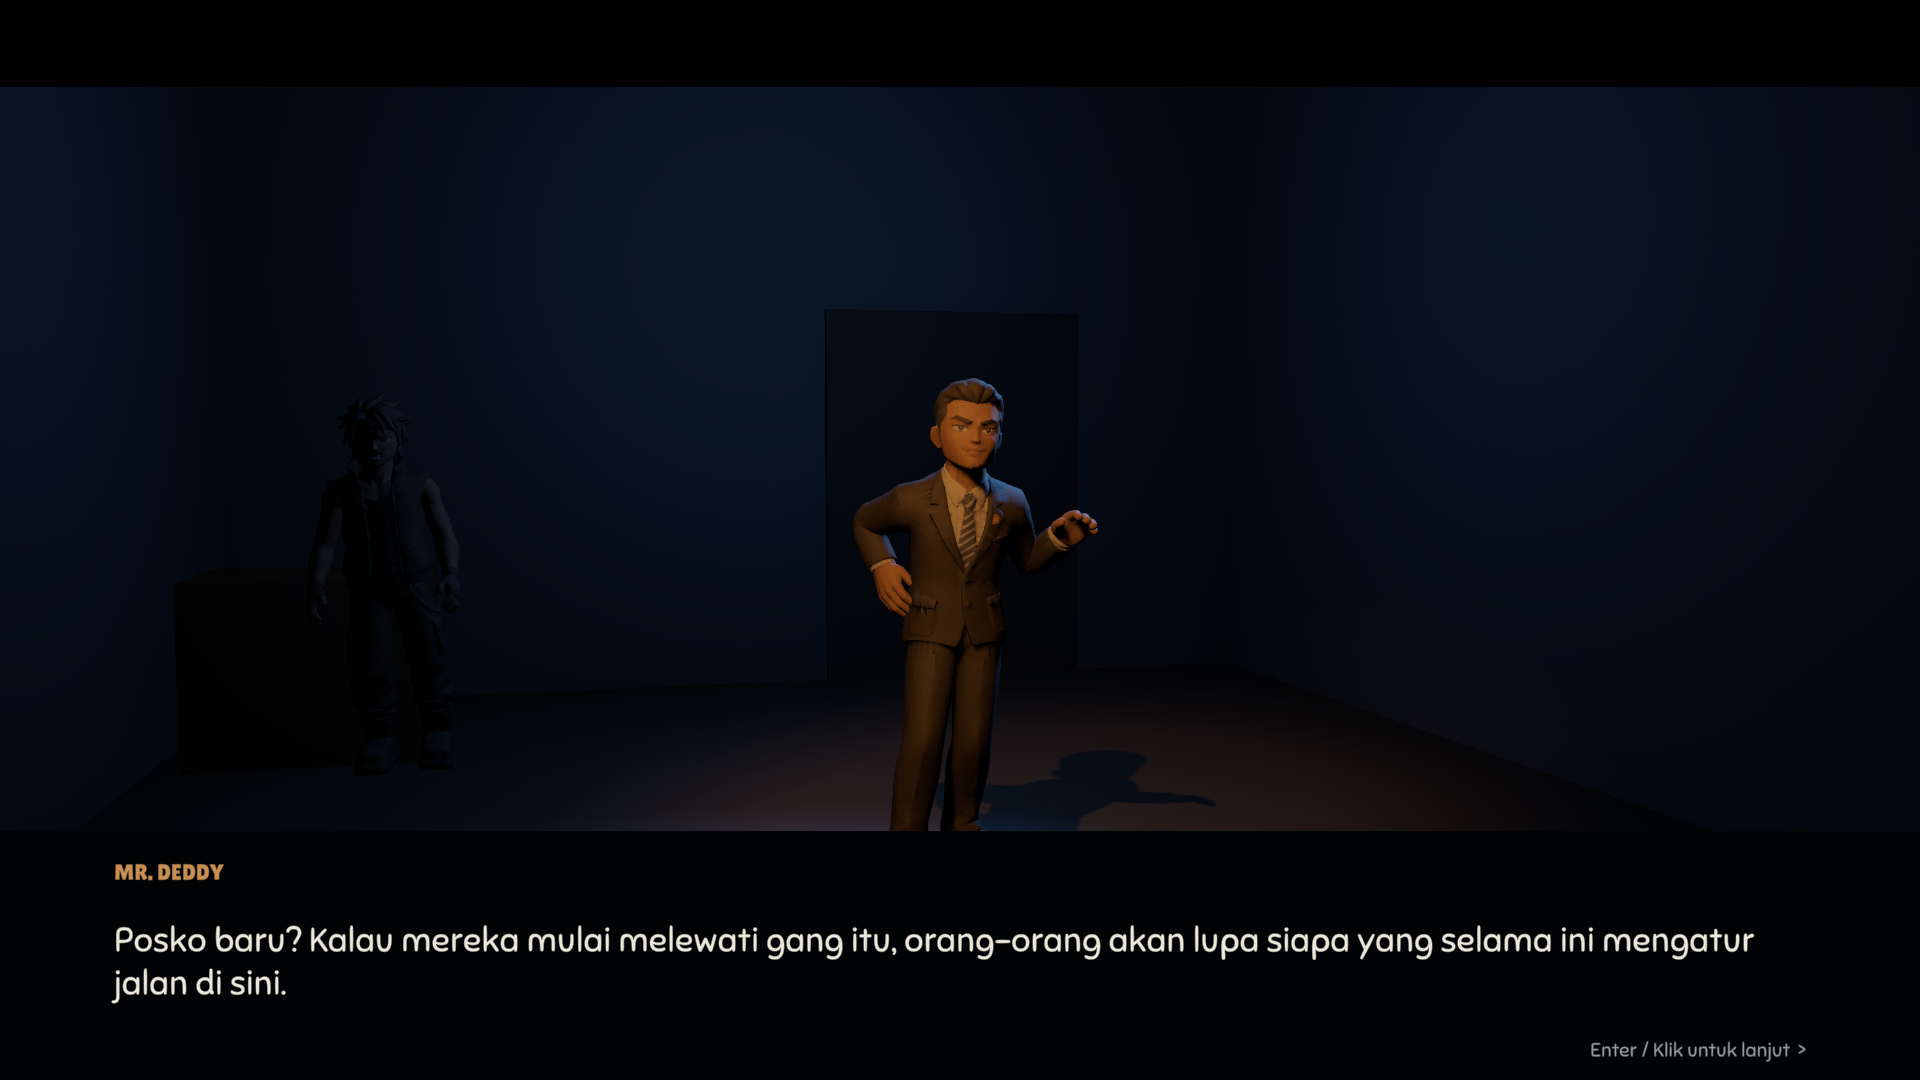 MR. DEDDY
Posko baru? Kalau mereka mulai melewati gang itu, orang-orang akan lupa siapa yang selama ini mengatur
jalan di sini.
Enter / Klik untuk lanjut >